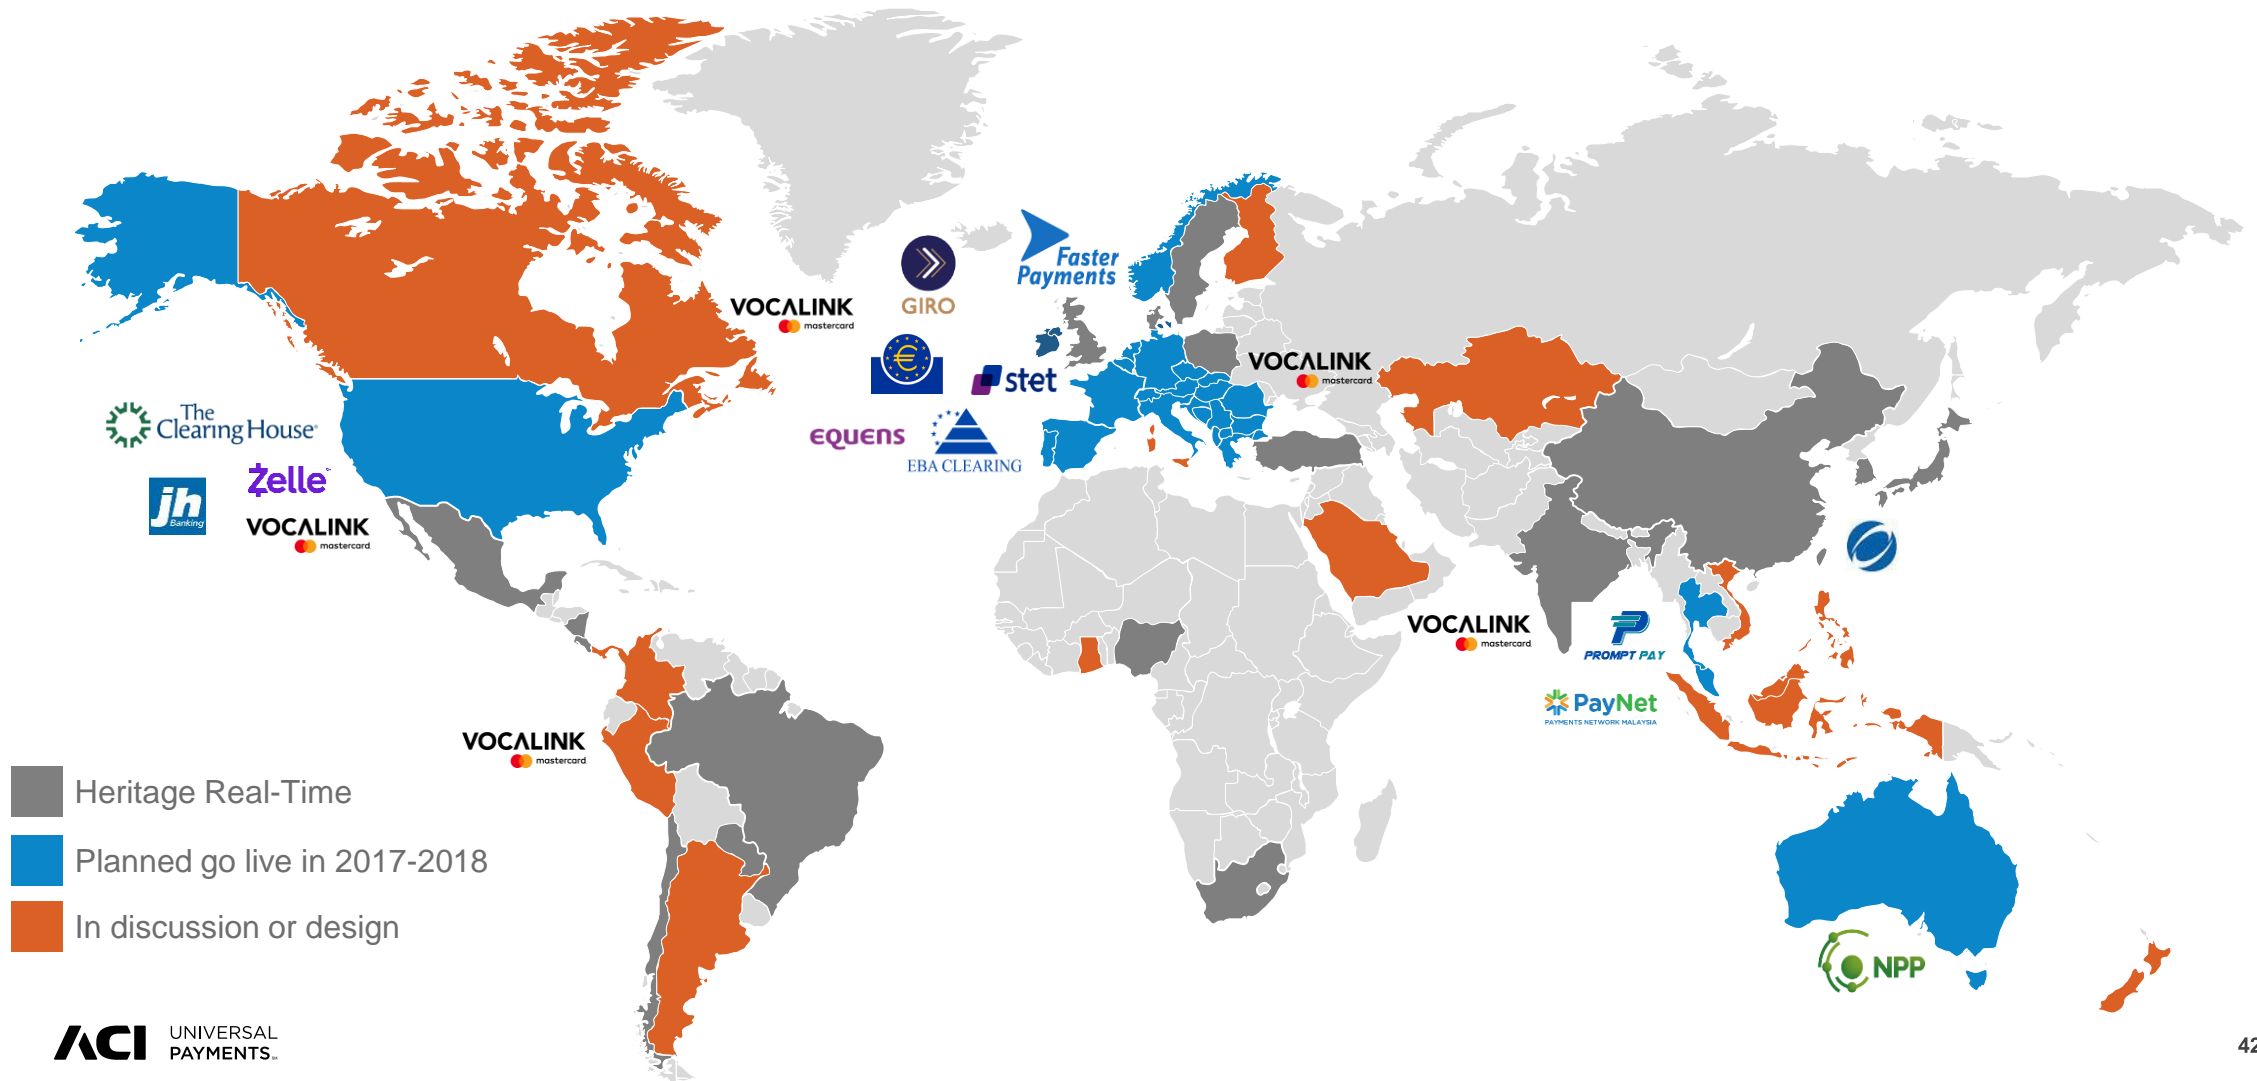 VOCALINK
mastercard
GIRO
Faster
Payments
stet
EQUENS
EBA CLEARING
VOCALINK
mastercard
The
Clearing House
Zelle
jh
Banking
VOCALINK
mastercard
VOCALINK
mastercard
PROMPT PAY
PayNet
PAYMENTS NETWORK MALAYSIA
VOCALINK
mastercard
Heritage Real-Time
Planned go live in 2017-2018
In discussion or design
NPP
ACI UNIVERSAL
PAYMENTS
42